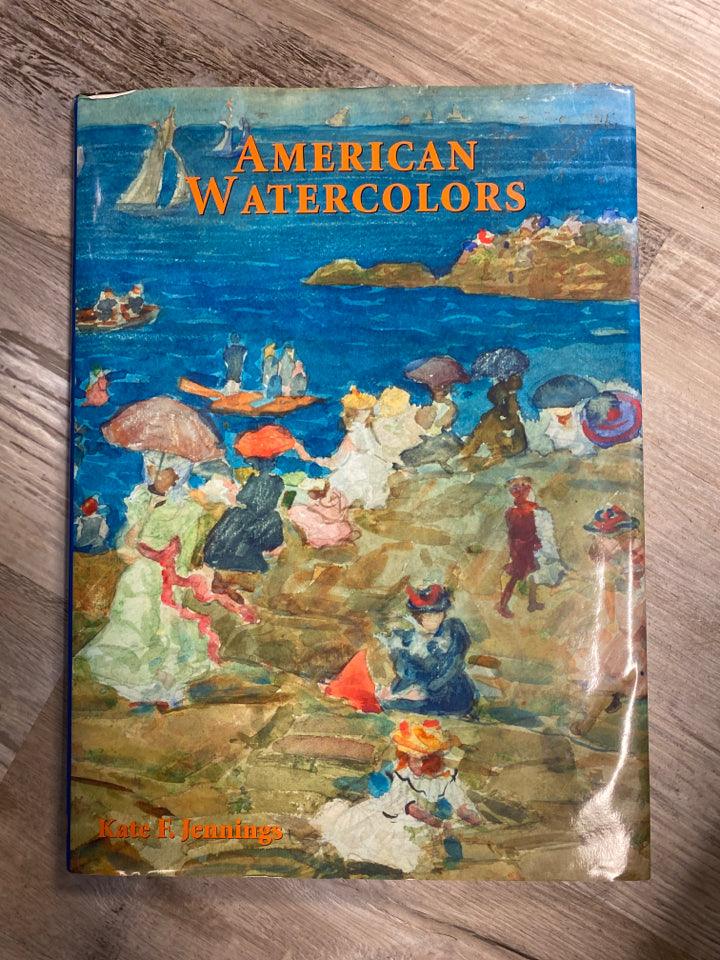 AMERICAN
WATERCOLORS
Kate F. Jennings